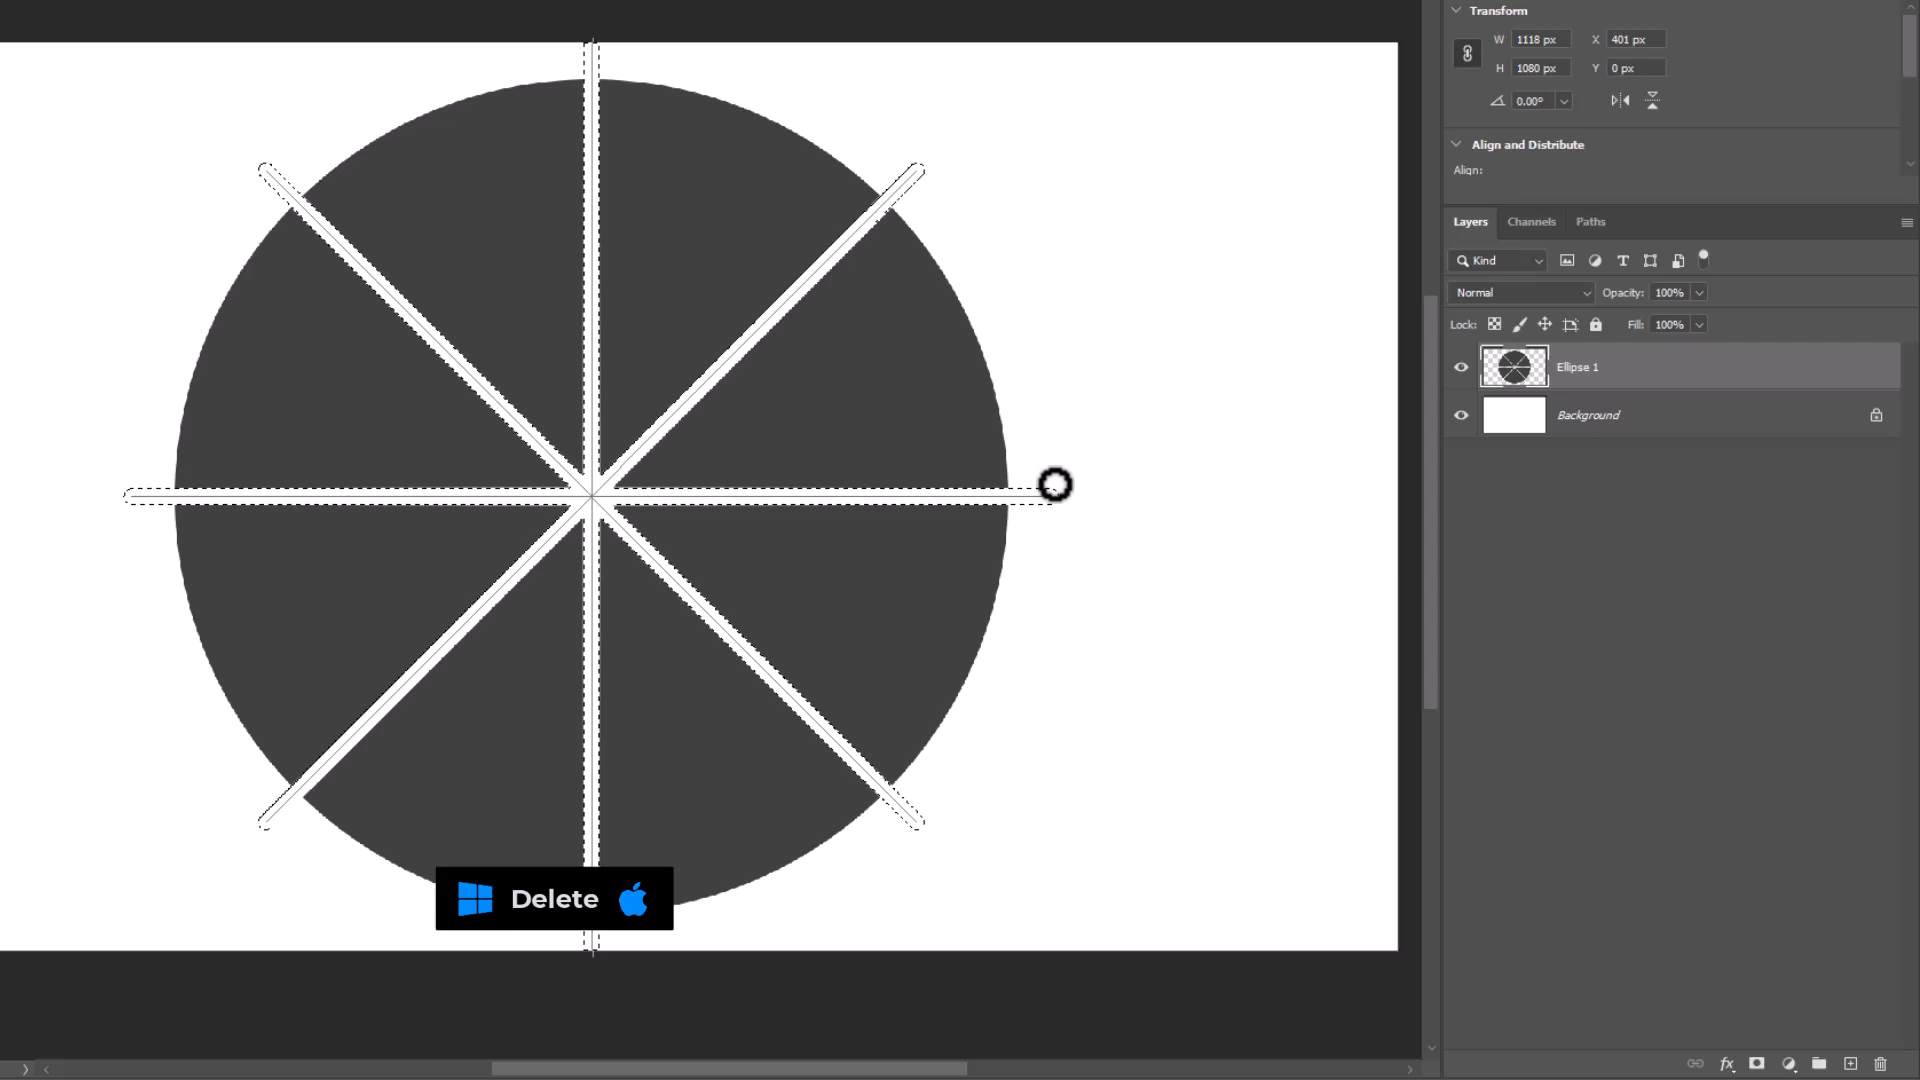 Transform
W 1118 px X 401 px
H 1080 px Y 0 px
0.00°
Align and Distribute
Align:
Layers Channels Paths
Kind
Normal Opacity: 100%
Lock: Fill: 100%
Ellipse 1
Background
Delete
fx